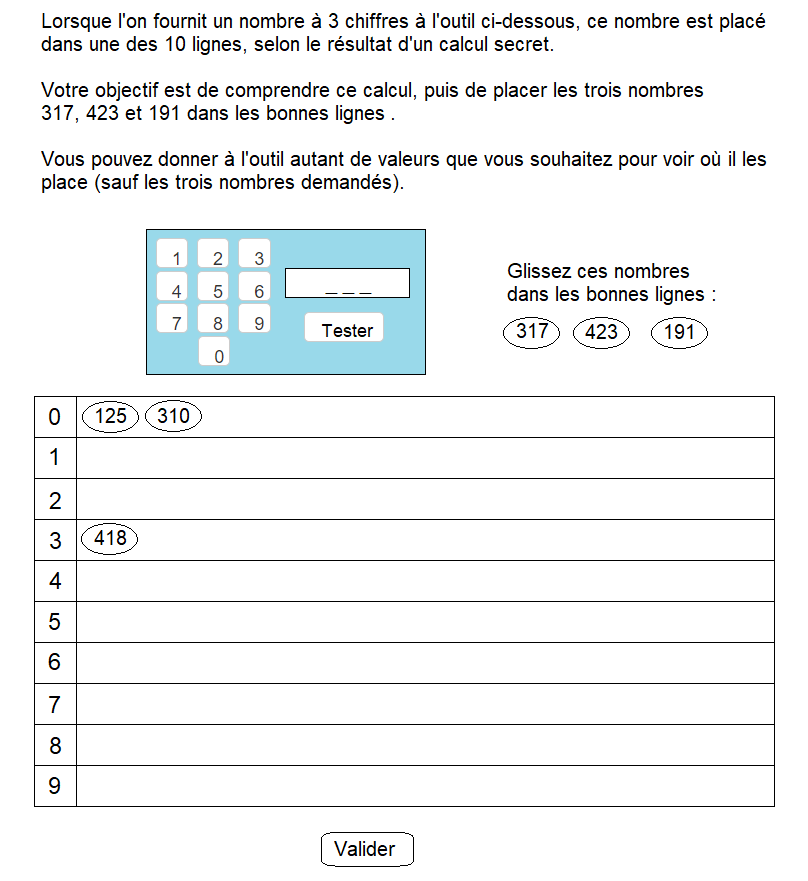 Lorsque l'on fournit un nombre à 3 chiffres à l'outil ci-dessous, ce nombre est placé
dans une des 10 lignes, selon le résultat d'un calcul secret.
Votre objectif est de comprendre ce calcul, puis de placer les trois nombres
317, 423 et 191 dans les bonnes lignes .
Vous pouvez donner à l'outil autant de valeurs que vous souhaitez pour voir où il les
place (sauf les trois nombres demandés).
1 2 3
4 5 6
7 8 9
0
_ _ _
Tester
Glissez ces nombres
dans les bonnes lignes :
317 423 191
0 125 310
1
2
3 418
4
5
6
7
8
9
Valider